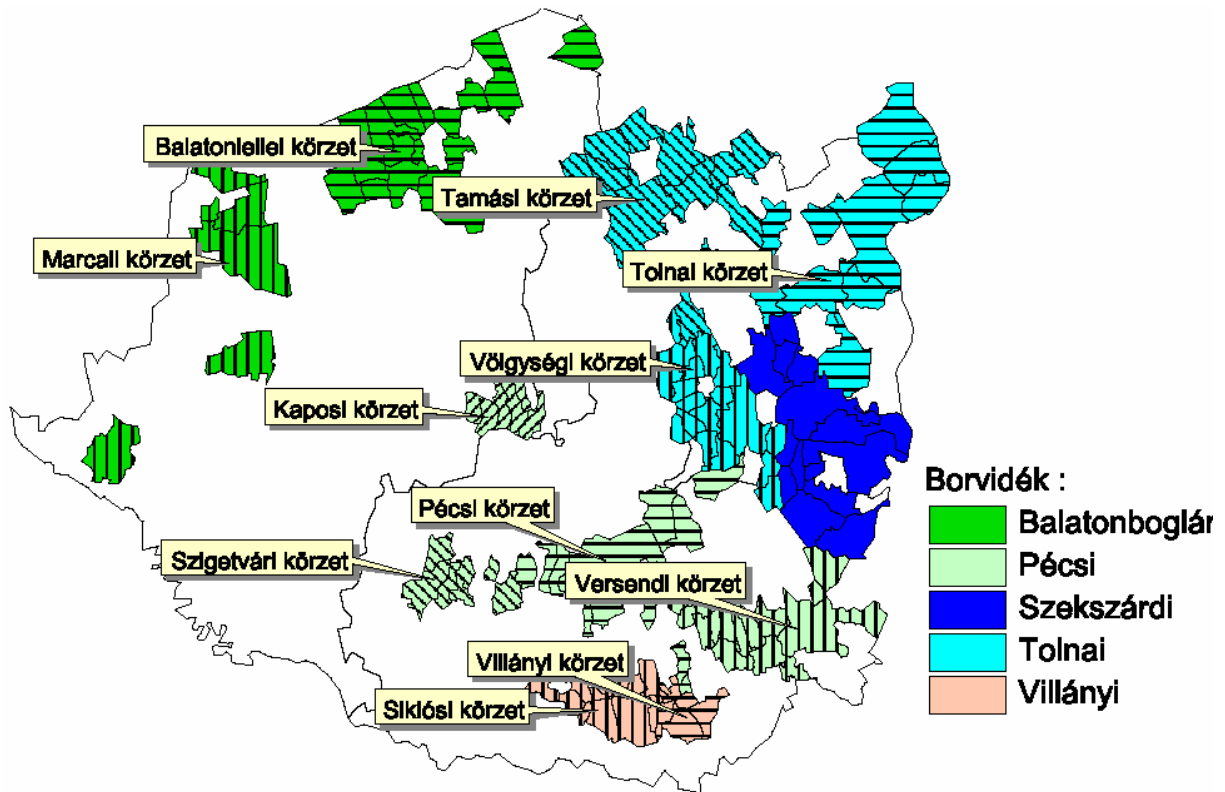 Balatonlellei körzet
Tamási körzet
Marcali körzet
Tolnai körzet
Völgységi körzet
Kaposi körzet
Pécsi körzet
Szigetvári körzet
Versendi körzet
Villányi körzet
Siklósi körzet
Borvidék :
Balatonboglár
Pécsi
Szekszárdi
Tolnai
Villányi